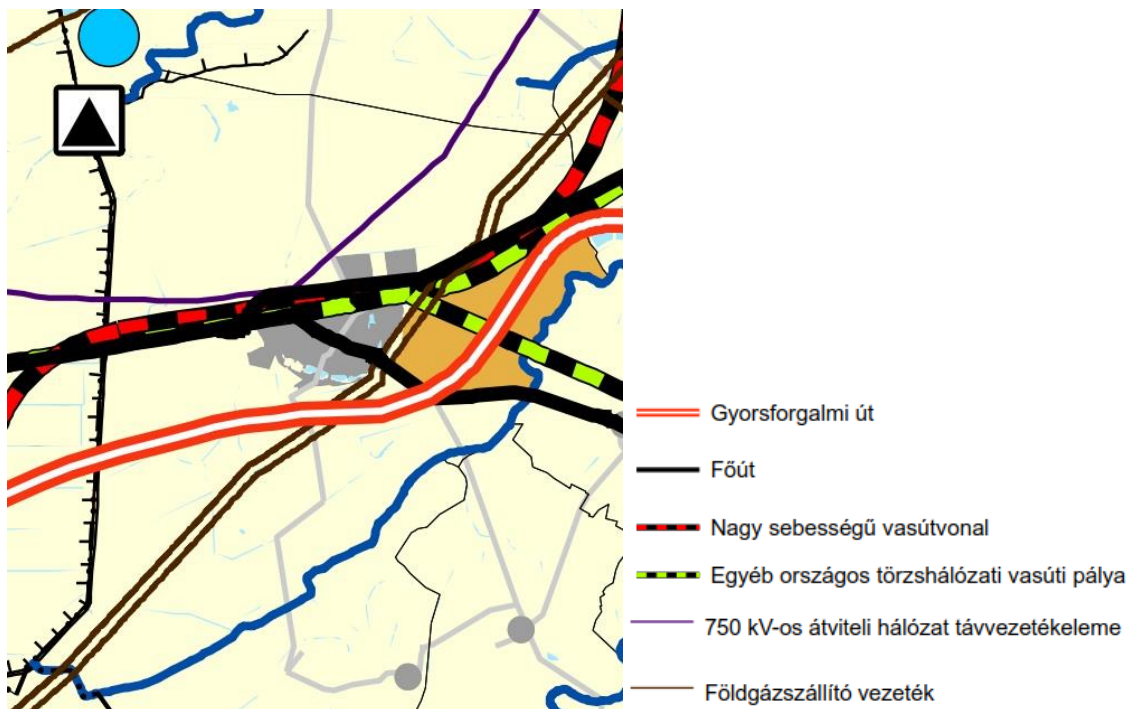 Gyorsforgalmi út
Főút
Nagy sebességű vasútvonal
Egyéb országos törzshálózati vasúti pálya
750 kV-os átviteli hálózat távvezetékeleme
Földgázszállító vezeték